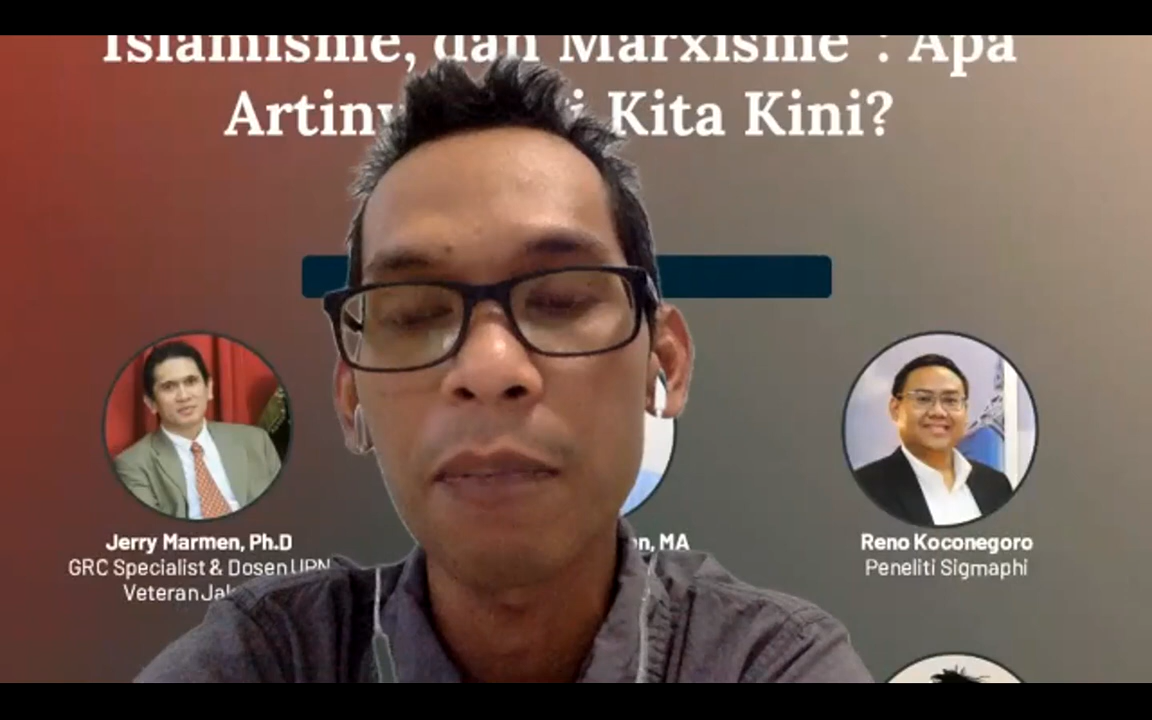 Islamisme, dan Marxisme": Apa
Kita Kini?
Jerry Marmen, Ph.D
GRC Specialist & Dosen UPN
Veteran
MA
Reno Koconegoro
Peneliti Sigmaphi